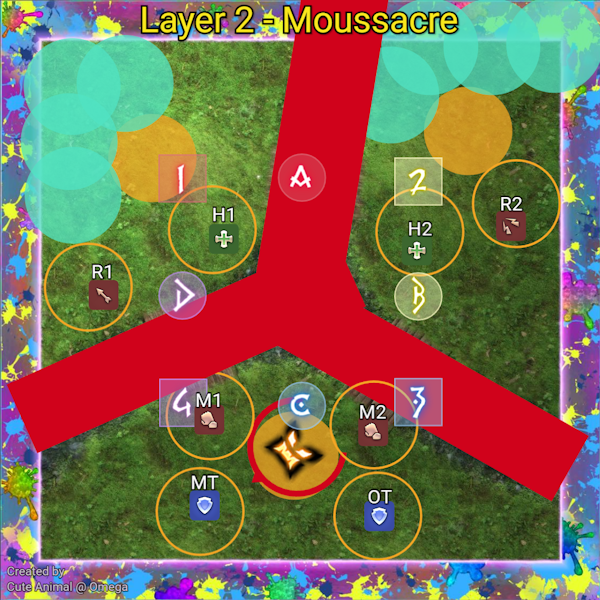 Layer 2 - Moussacre
1
A
2
R2
H1
H2
R1
D
B
4
M1
C
M2
3
MT
OT
Created by
Cute Animal @ Omega